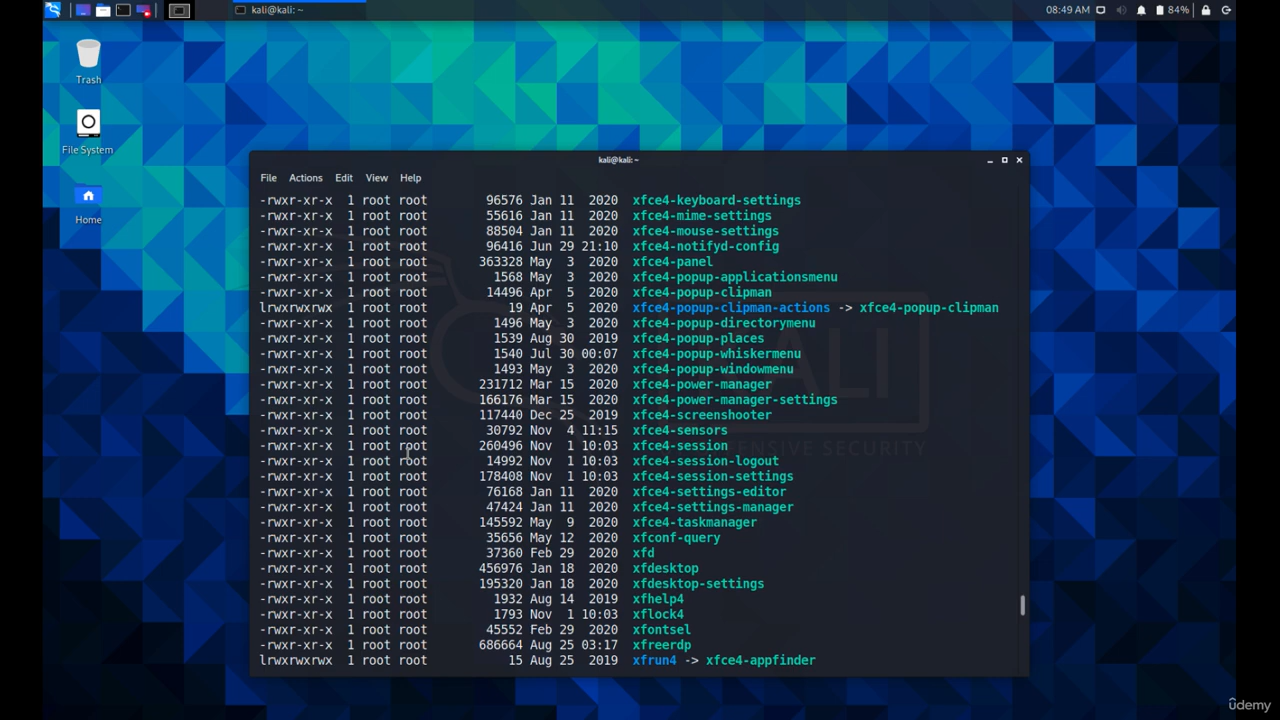 kali@kali: ~
08:49 AM
84%
Trash
File System
Home
kali@kali: ~
File Actions Edit View Help
-rwxr-xr-x 1 root root 96576 Jan 11 2020 xfce4-keyboard-settings
-rwxr-xr-x 1 root root 55616 Jan 11 2020 xfce4-mime-settings
-rwxr-xr-x 1 root root 88504 Jan 11 2020 xfce4-mouse-settings
-rwxr-xr-x 1 root root 96416 Jun 29 21:10 xfce4-notifyd-config
-rwxr-xr-x 1 root root 363328 May 3 2020 xfce4-panel
-rwxr-xr-x 1 root root 1568 May 3 2020 xfce4-popup-applicationsmenu
-rwxr-xr-x 1 root root 14496 Apr 5 2020 xfce4-popup-clipman
lrwxrwxrwx 1 root root 19 Apr 5 2020 xfce4-popup-clipman-actions -> xfce4-popup-clipman
-rwxr-xr-x 1 root root 1496 May 3 2020 xfce4-popup-directorymenu
-rwxr-xr-x 1 root root 1539 Aug 30 2019 xfce4-popup-places
-rwxr-xr-x 1 root root 1540 Jul 30 00:07 xfce4-popup-whiskermenu
-rwxr-xr-x 1 root root 1493 May 3 2020 xfce4-popup-windowmenu
-rwxr-xr-x 1 root root 231712 Mar 15 2020 xfce4-power-manager
-rwxr-xr-x 1 root root 166176 Mar 15 2020 xfce4-power-manager-settings
-rwxr-xr-x 1 root root 117440 Dec 25 2019 xfce4-screenshooter
-rwxr-xr-x 1 root root 30792 Nov 4 11:15 xfce4-sensors
-rwxr-xr-x 1 root root 260496 Nov 1 10:03 xfce4-session
-rwxr-xr-x 1 root root 14992 Nov 1 10:03 xfce4-session-logout
-rwxr-xr-x 1 root root 178408 Nov 1 10:03 xfce4-session-settings
-rwxr-xr-x 1 root root 76168 Jan 11 2020 xfce4-settings-editor
-rwxr-xr-x 1 root root 47424 Jan 11 2020 xfce4-settings-manager
-rwxr-xr-x 1 root root 145592 May 9 2020 xfce4-taskmanager
-rwxr-xr-x 1 root root 35656 May 12 2020 xfconf-query
-rwxr-xr-x 1 root root 37360 Feb 29 2020 xfd
-rwxr-xr-x 1 root root 456976 Jan 18 2020 xfdesktop
-rwxr-xr-x 1 root root 195320 Jan 18 2020 xfdesktop-settings
-rwxr-xr-x 1 root root 1932 Aug 14 2019 xfhelp4
-rwxr-xr-x 1 root root 1793 Nov 1 10:03 xflock4
-rwxr-xr-x 1 root root 45552 Feb 29 2020 xfontsel
-rwxr-xr-x 1 root root 686664 Aug 25 03:17 xfreerdp
lrwxrwxrwx 1 root root 15 Aug 25 2019 xfrun4 -> xfce4-appfinder
ûdemy